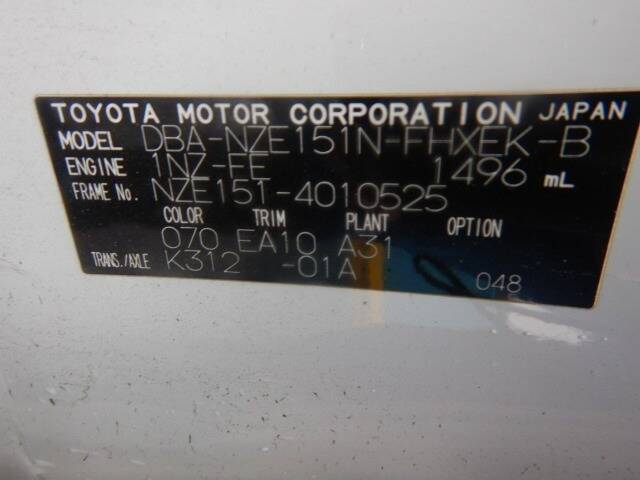 TOYOTA MOTOR CORPORATION JAPAN
MODEL DBA-NZE151N-FHXEK-B
ENGINE 1NZ-FE 1496 mL
FRAME No. NZE151-4010525
COLOR TRIM PLANT OPTION
070 EA10 A31
TRANS./AXLE K312 -01A 048